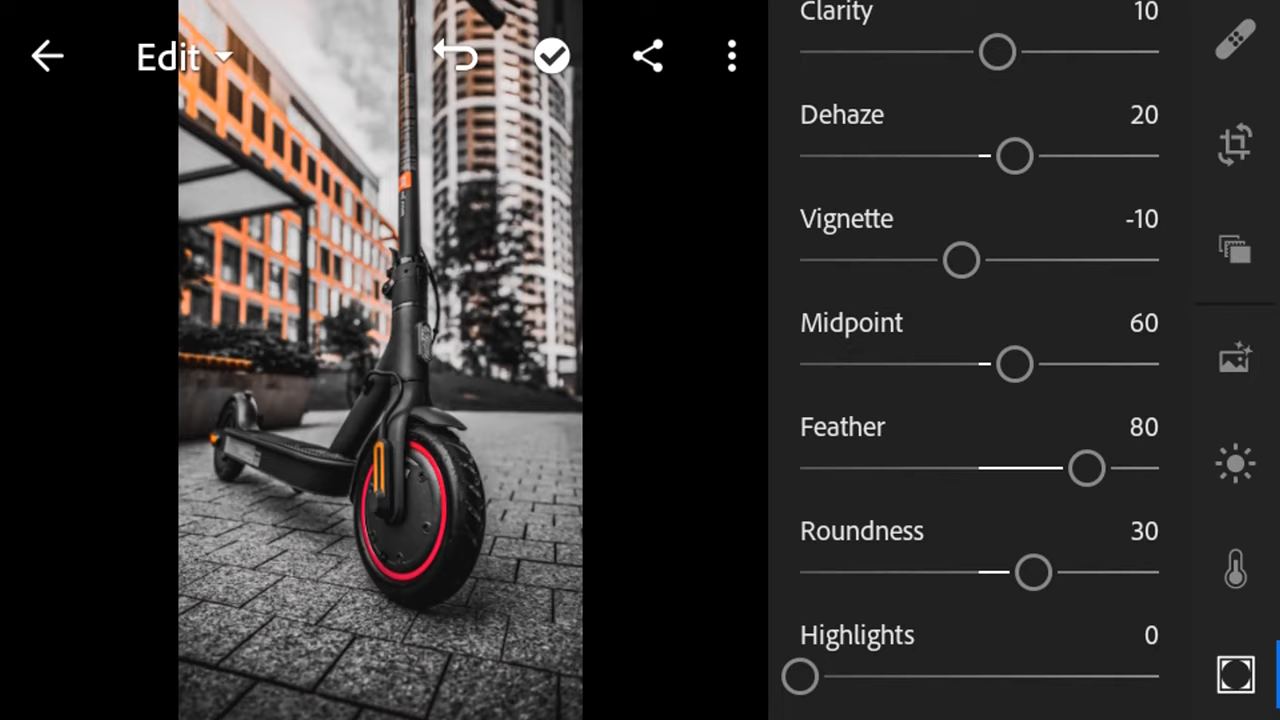 Edit
Clarity 10
Dehaze 20
Vignette -10
Midpoint 60
Feather 80
Roundness 30
Highlights 0